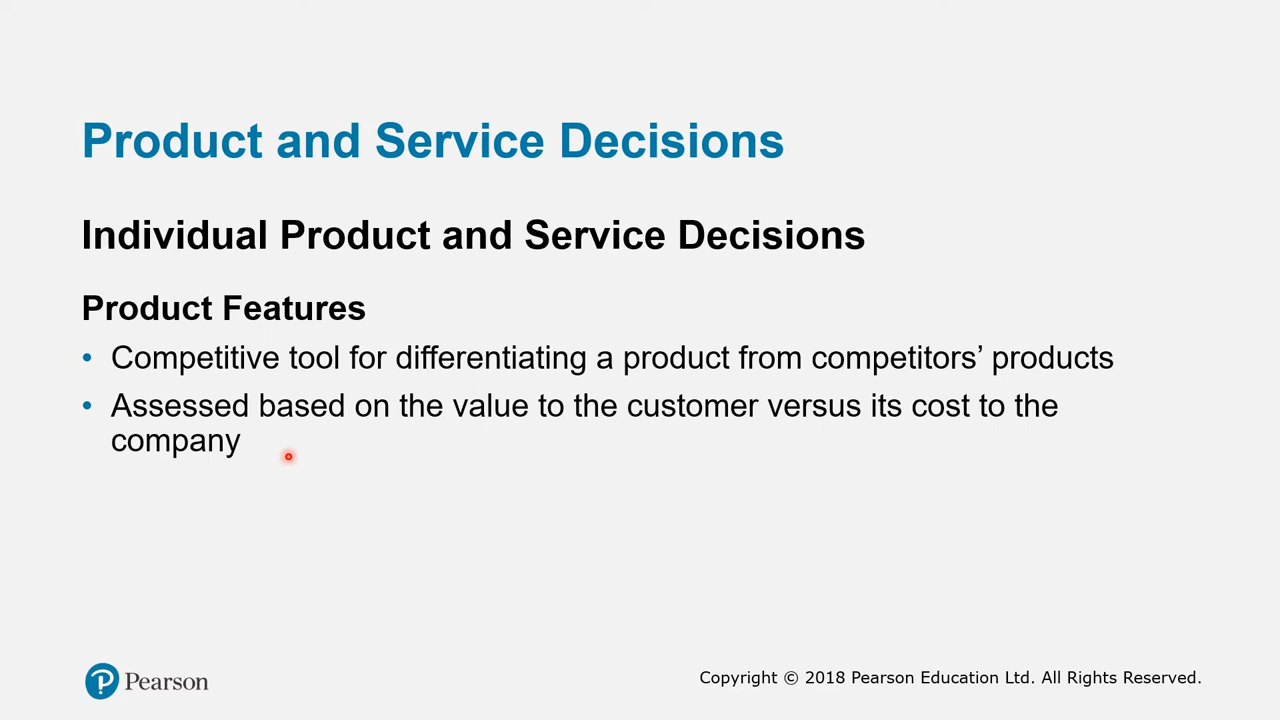 Product and Service Decisions
Individual Product and Service Decisions
Product Features
• Competitive tool for differentiating a product from competitors’ products
• Assessed based on the value to the customer versus its cost to the
company
Pearson
Copyright © 2018 Pearson Education Ltd. All Rights Reserved.